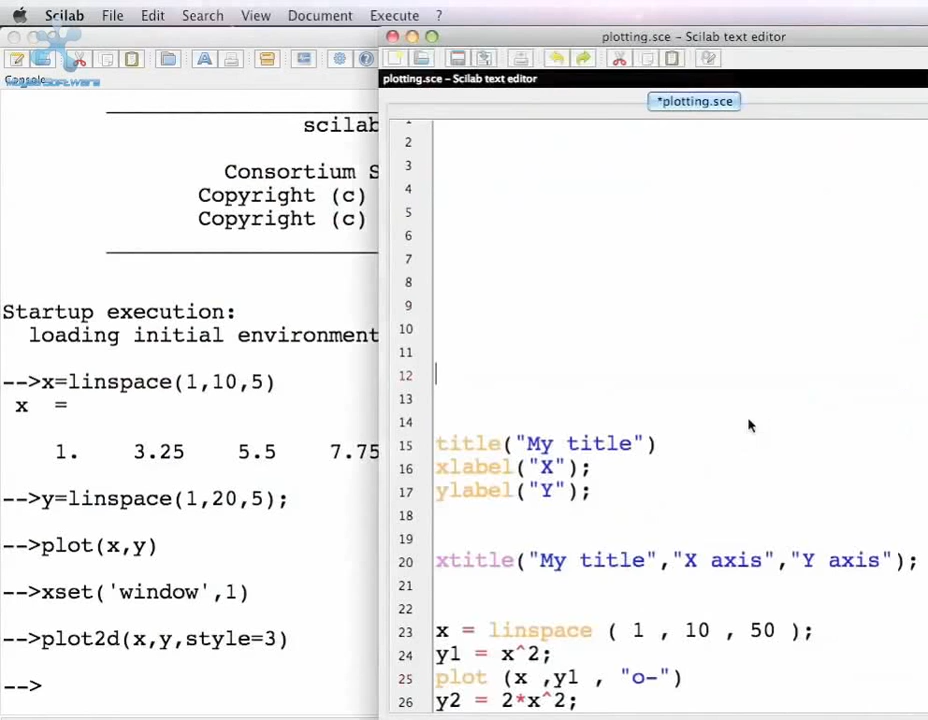 Scilab File Edit Search View Document Execute ?
plotting.sce – Scilab text editor
Console
plotting.sce – Scilab text editor
*plotting.sce
scilab
Consortium S
Copyright (c)
Copyright (c)
Startup execution:
loading initial environment
-->x=linspace(1,10,5)
x =
1. 3.25 5.5 7.75
-->y=linspace(1,20,5);
-->plot(x,y)
-->xset('window',1)
-->plot2d(x,y,style=3)
-->
1
2
3
4
5
6
7
8
9
10
11
12
13
14
15 title("My title")
16 xlabel("X");
17 ylabel("Y");
18
19
20 xtitle("My title","X axis","Y axis");
21
22
23 x = linspace ( 1 , 10 , 50 );
24 y1 = x^2;
25 plot (x ,y1 , "o-")
26 y2 = 2*x^2;